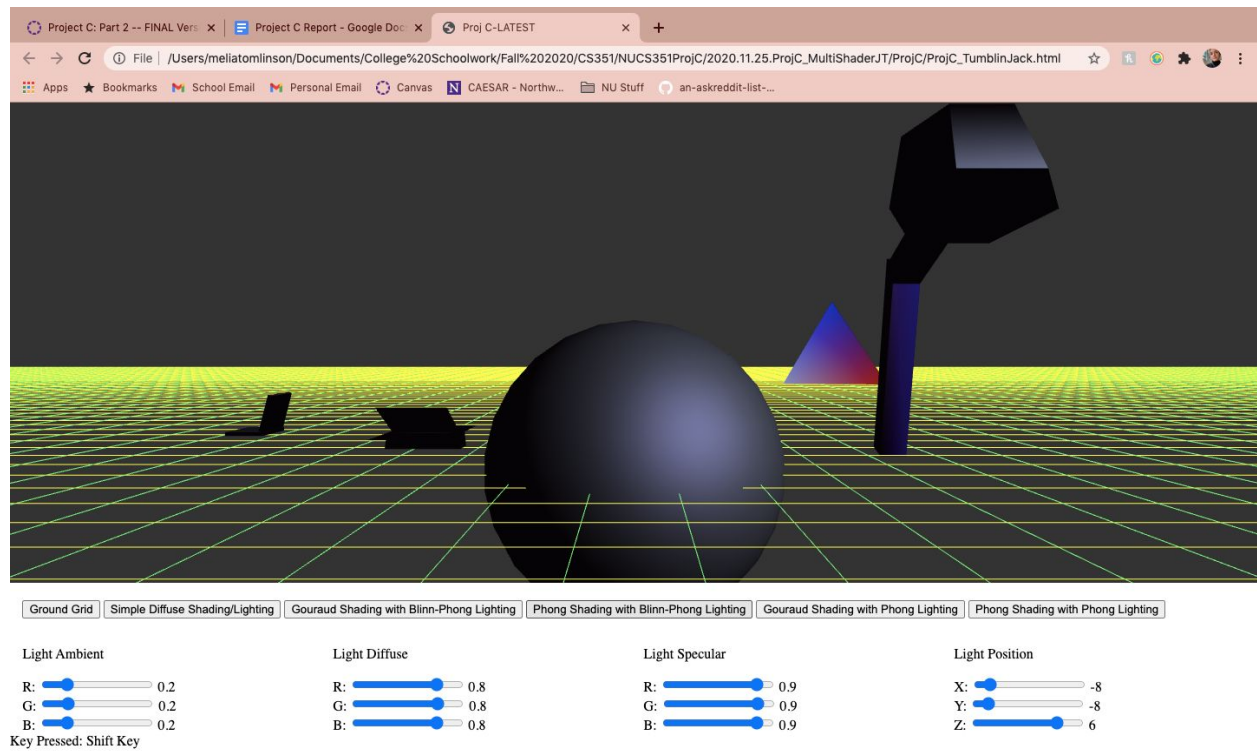 Project C: Part 2 -- FINAL Vers
Project C Report - Google Doc
Proj C-LATEST
File /Users/meliatomlinson/Documents/College%20Schoolwork/Fall%202020/CS351/NUCS351ProjC/2020.11.25.ProjC_MultiShaderJT/ProjC/ProjC_TumblinJack.html
Apps Bookmarks School Email Personal Email Canvas N CAESAR - Northw... NU Stuff an-askreddit-list-...
Ground Grid Simple Diffuse Shading/Lighting Gouraud Shading with Blinn-Phong Lighting Phong Shading with Blinn-Phong Lighting Gouraud Shading with Phong Lighting Phong Shading with Phong Lighting
Light Ambient Light Diffuse Light Specular Light Position
R: 0.2 R: 0.8 R: 0.9 X: -8
G: 0.2 G: 0.8 G: 0.9 Y: -8
B: 0.2 B: 0.8 B: 0.9 Z: 6
Key Pressed: Shift Key